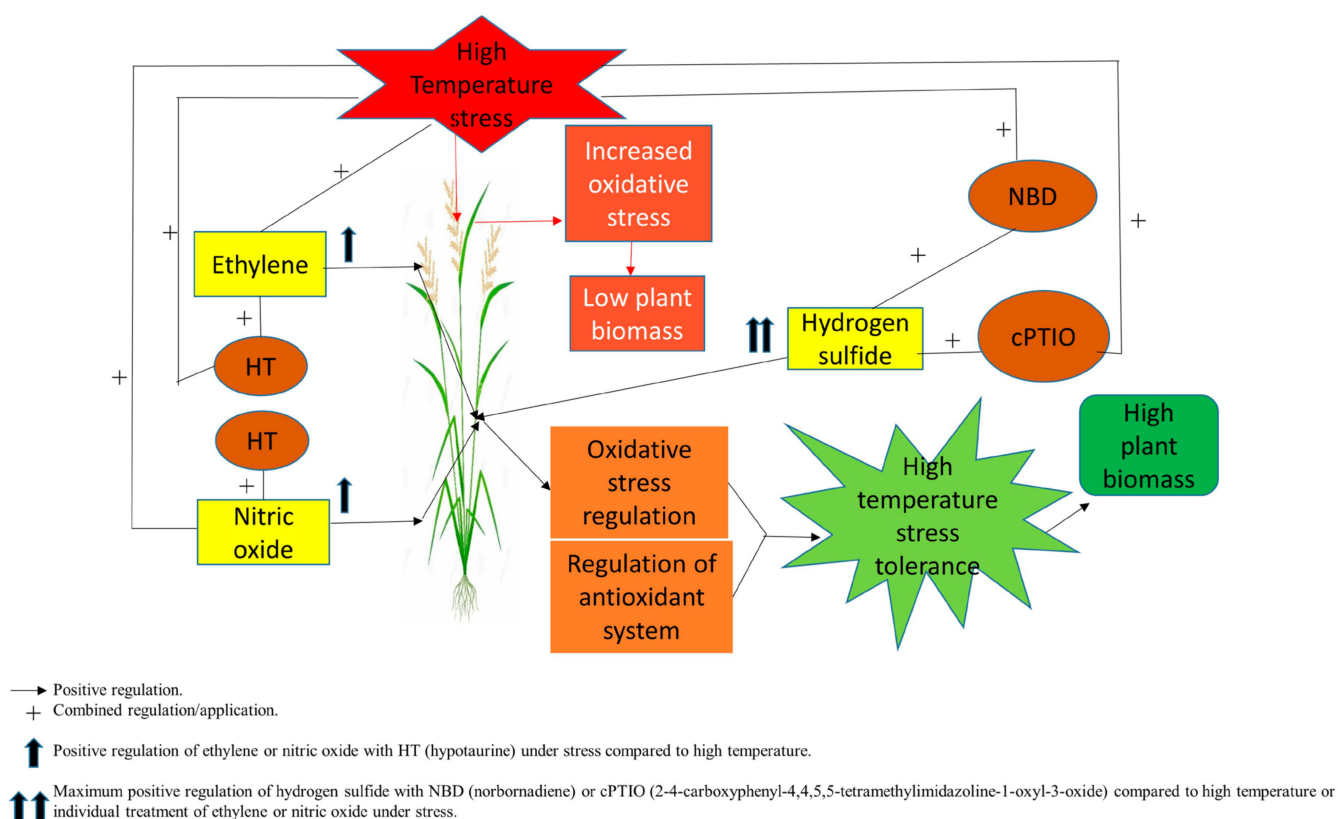 High
Temperature
stress
+
+
+
+
+
Increased
oxidative
stress
NBD
+
Ethylene
Low plant
biomass
Hydrogen
sulfide
+
cPTIO
+
HT
+
HT
+
Nitric
oxide
Oxidative
stress
regulation
Regulation of
antioxidant
system
High
temperature
stress
tolerance
High
plant
biomass
Positive regulation.
+ Combined regulation/application.
Positive regulation of ethylene or nitric oxide with HT (hypotaurine) under stress compared to high temperature.
Maximum positive regulation of hydrogen sulfide with NBD (norbornadiene) or cPTIO (2-4-carboxyphenyl-4,4,5,5-tetramethylimidazoline-1-oxyl-3-oxide) compared to high temperature or
individual treatment of ethylene or nitric oxide under stress.